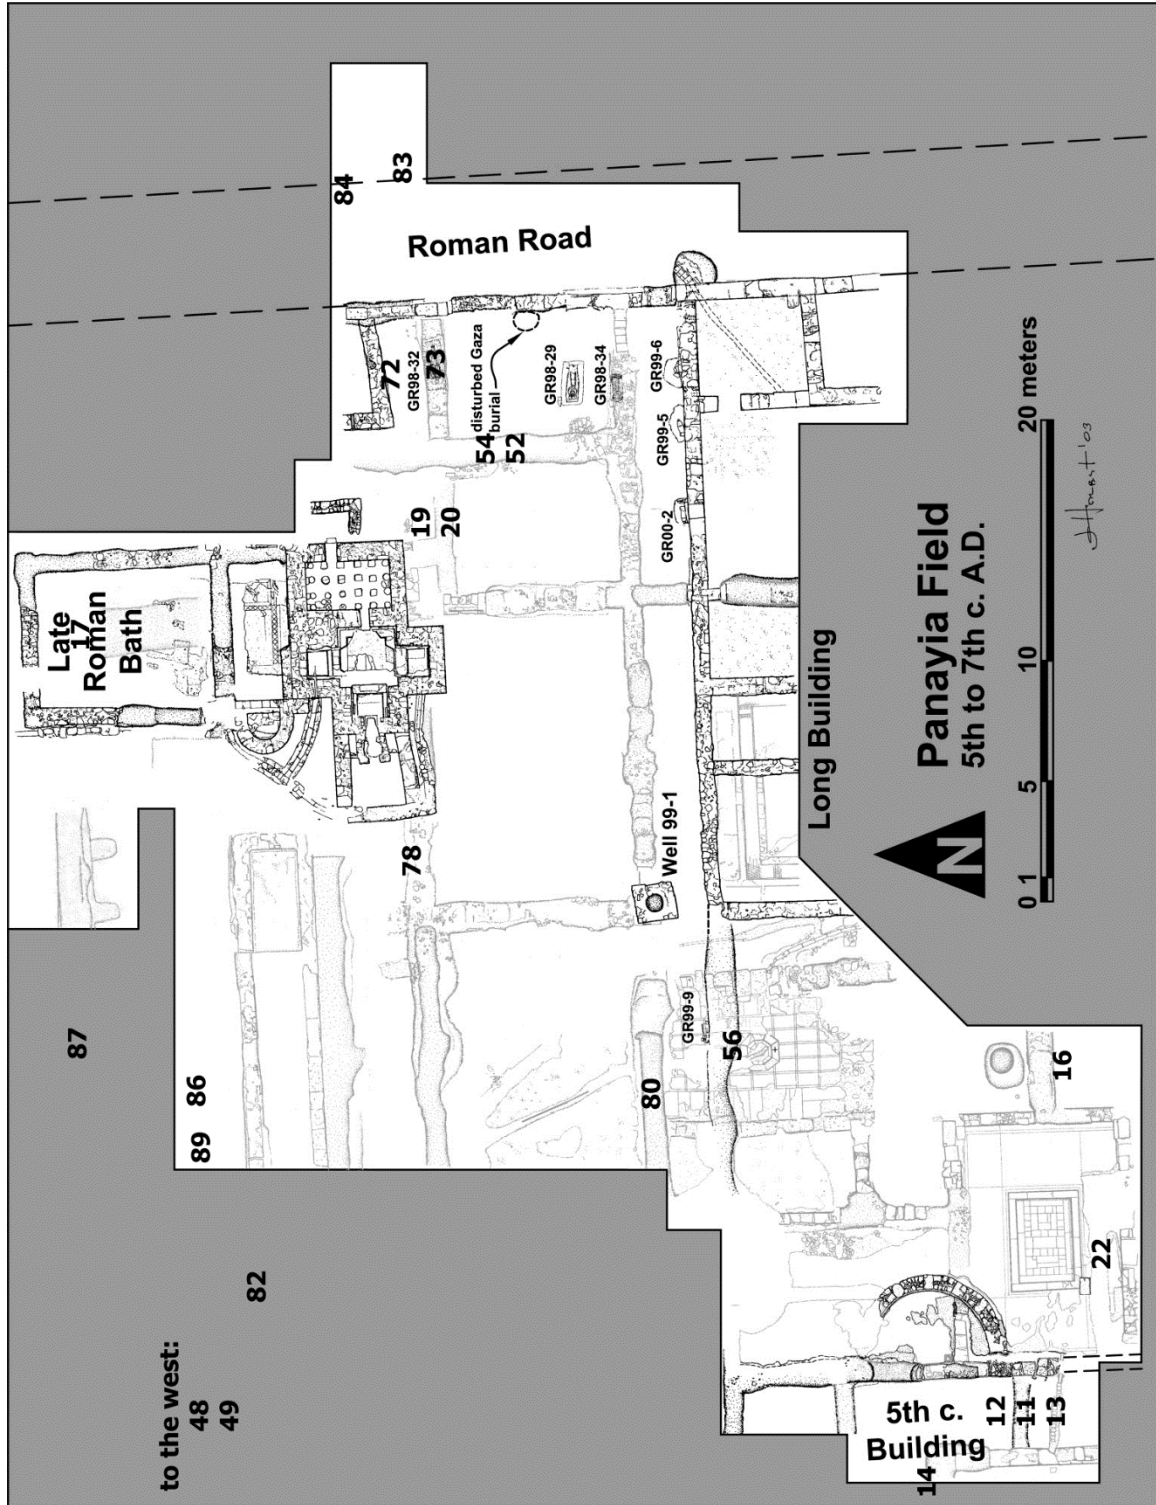 84
83
Roman Road
72
GR98-32
73
disturbed Gaza
burial
54
52
GR98-29
GR98-34
GR99-6
GR99-5
GR00-2
19
20
Late
17
Roman
Bath
78
Well 99-1
Long Building
Panayia Field
5th to 7th c. A.D.
N
0 1 5 10 20 meters
87
86
89
GR99-9
56
80
16
82
22
to the west:
48
49
5th c.
Building
12
11
13
14